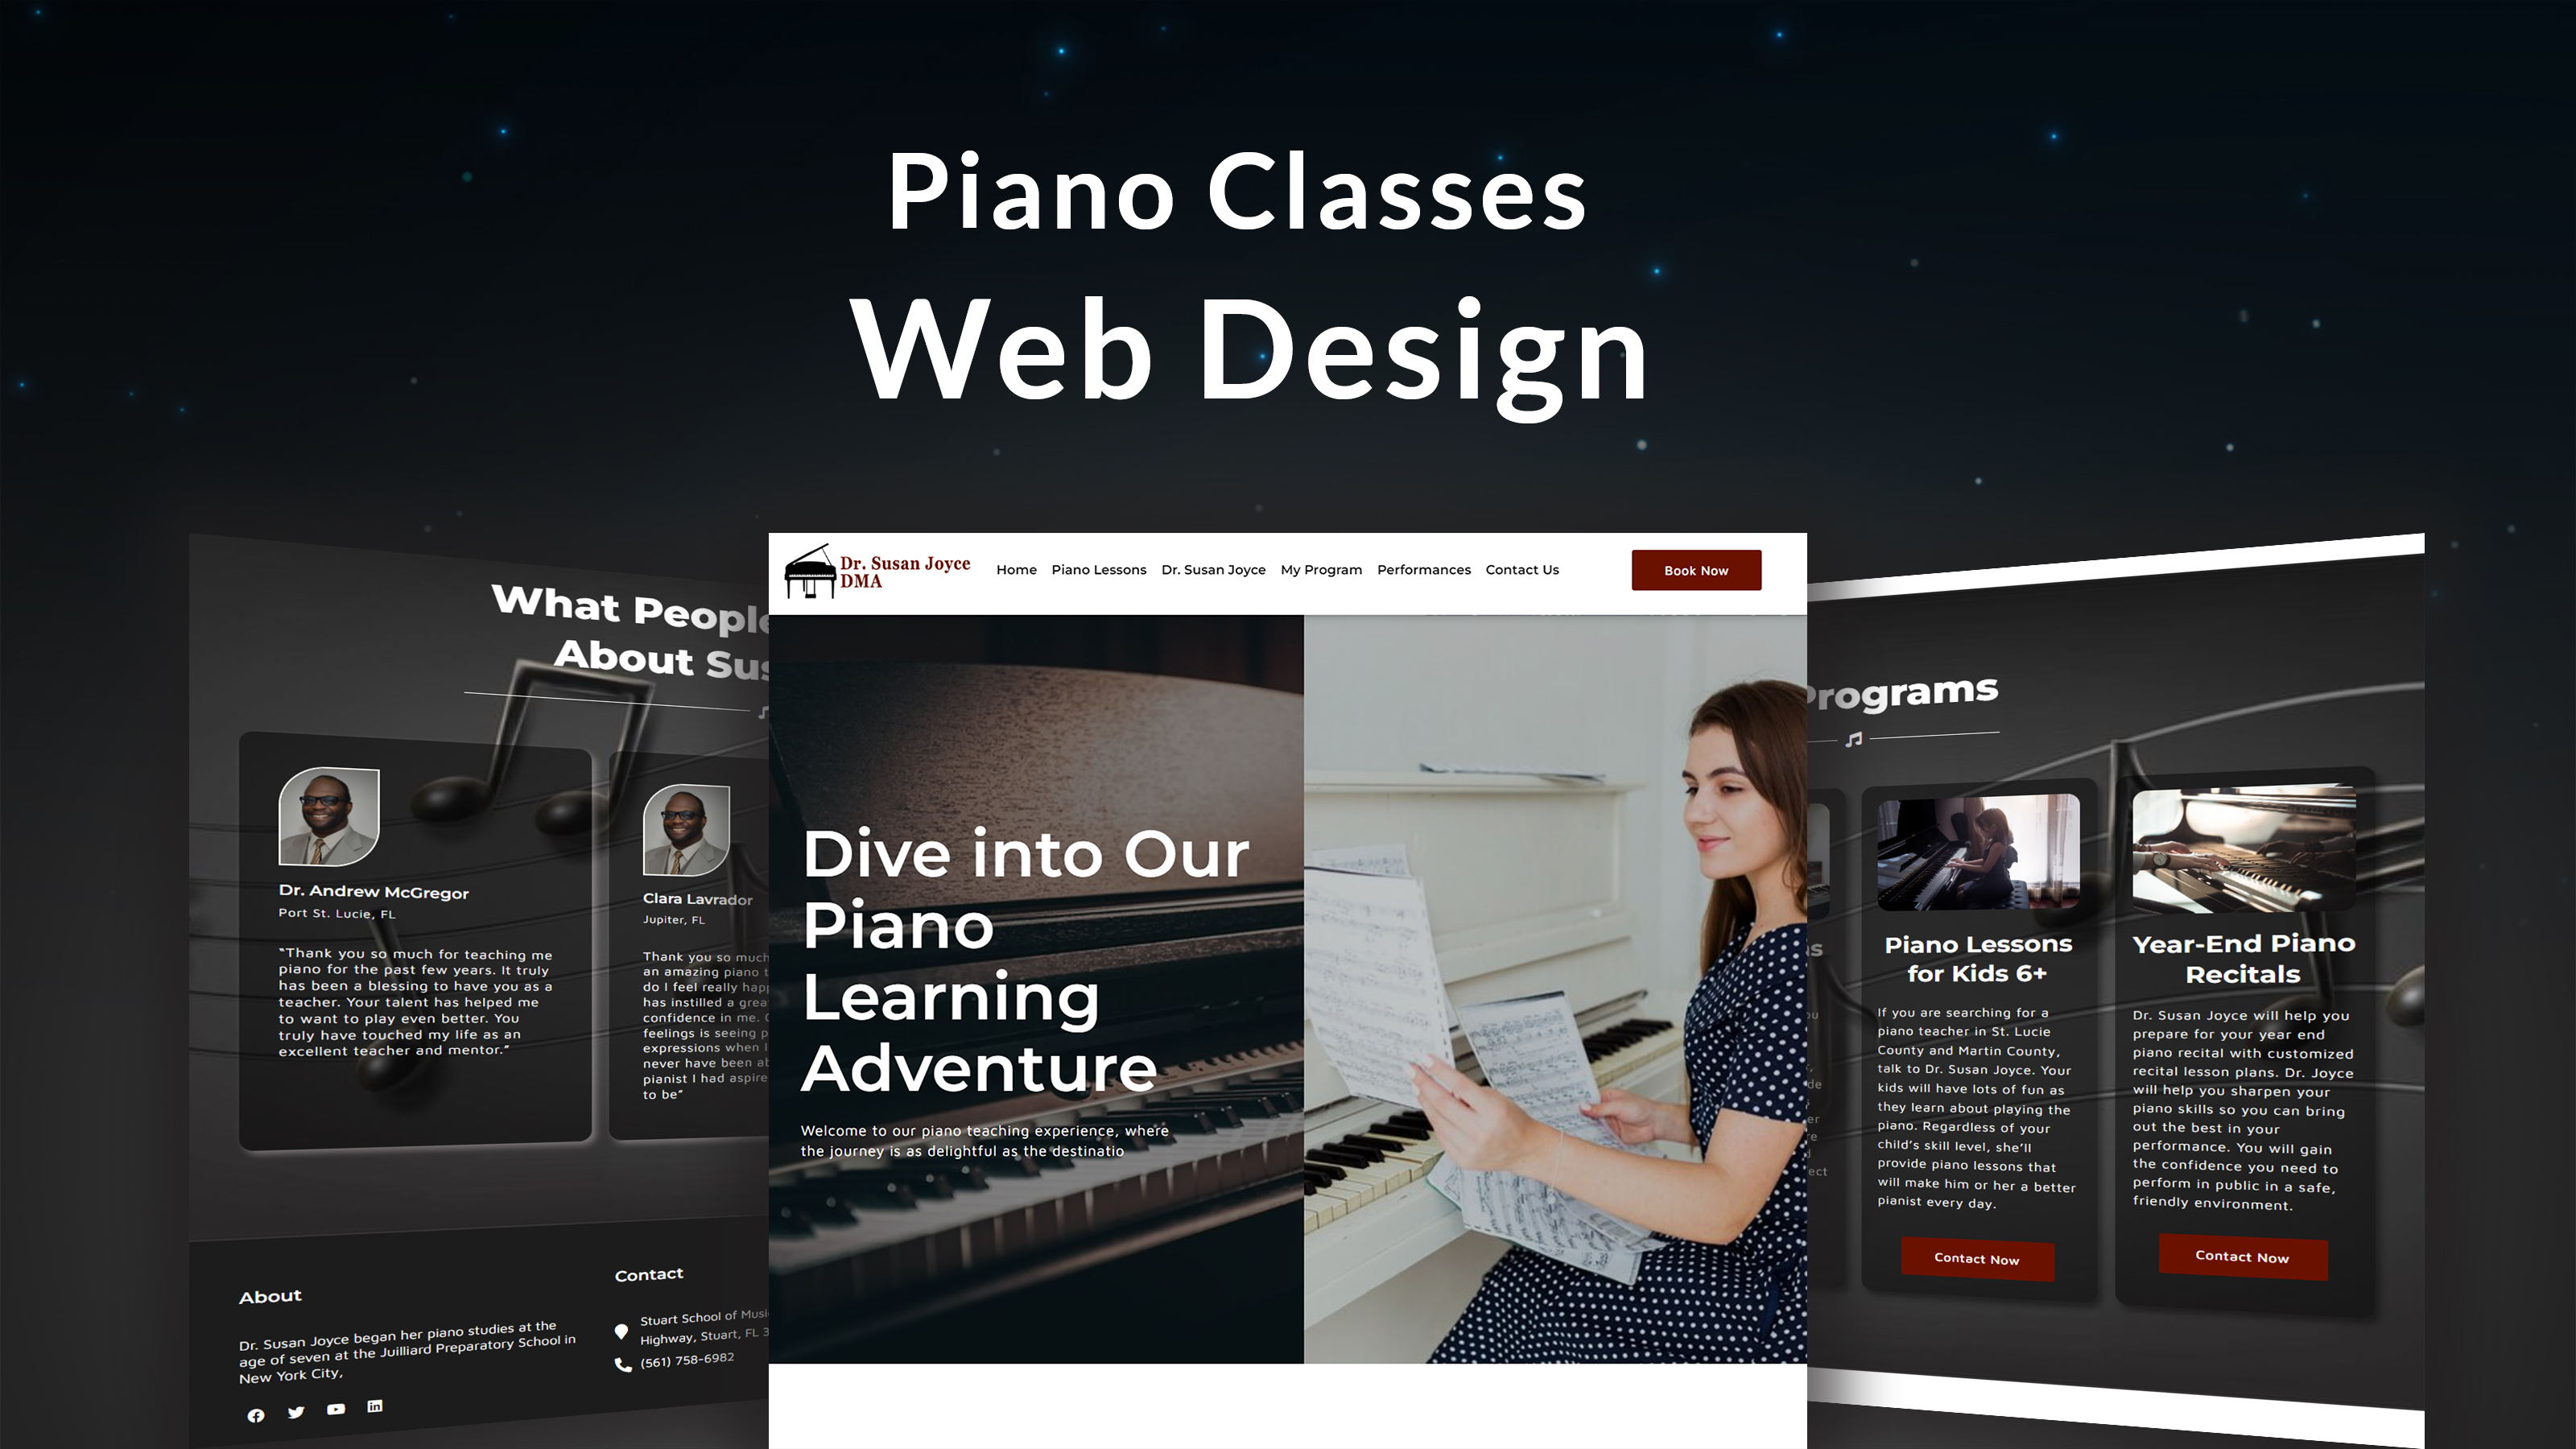 Piano Classes
Web Design
What People
About Sus
Dr. Andrew McGregor
Port St. Lucie, FL
“Thank you so much for teaching me
piano for the past few years. It truly
has been a blessing to have you as a
teacher. Your talent has helped me
to want to play even better. You
truly have touched my life as an
excellent teacher and mentor.”
Clara Lavrador
Jupiter, FL
Thank you so much
an amazing piano t
do I feel really happ
has instilled a grea
confidence in me.
feelings is seeing p
expressions when I
never have been ab
pianist I had aspire
to be”
About
Dr. Susan Joyce began her piano studies at the
age of seven at the Juilliard Preparatory School in
New York City,
Contact
Stuart School of Musi
Highway, Stuart, FL 3
(561) 758-6982
Dr. Susan Joyce
DMA
Home Piano Lessons Dr. Susan Joyce My Program Performances Contact Us
Book Now
Dive into Our
Piano
Learning
Adventure
Welcome to our piano teaching experience, where
the journey is as delightful as the destinatio
Programs
Piano Lessons
for Kids 6+
If you are searching for a
piano teacher in St. Lucie
County and Martin County,
talk to Dr. Susan Joyce. Your
kids will have lots of fun as
they learn about playing the
piano. Regardless of your
child’s skill level, she’ll
provide piano lessons that
will make him or her a better
pianist every day.
Contact Now
Year-End Piano
Recitals
Dr. Susan Joyce will help you
prepare for your year end
piano recital with customized
recital lesson plans. Dr. Joyce
will help you sharpen your
piano skills so you can bring
out the best in your
performance. You will gain
the confidence you need to
perform in public in a safe,
friendly environment.
Contact Now